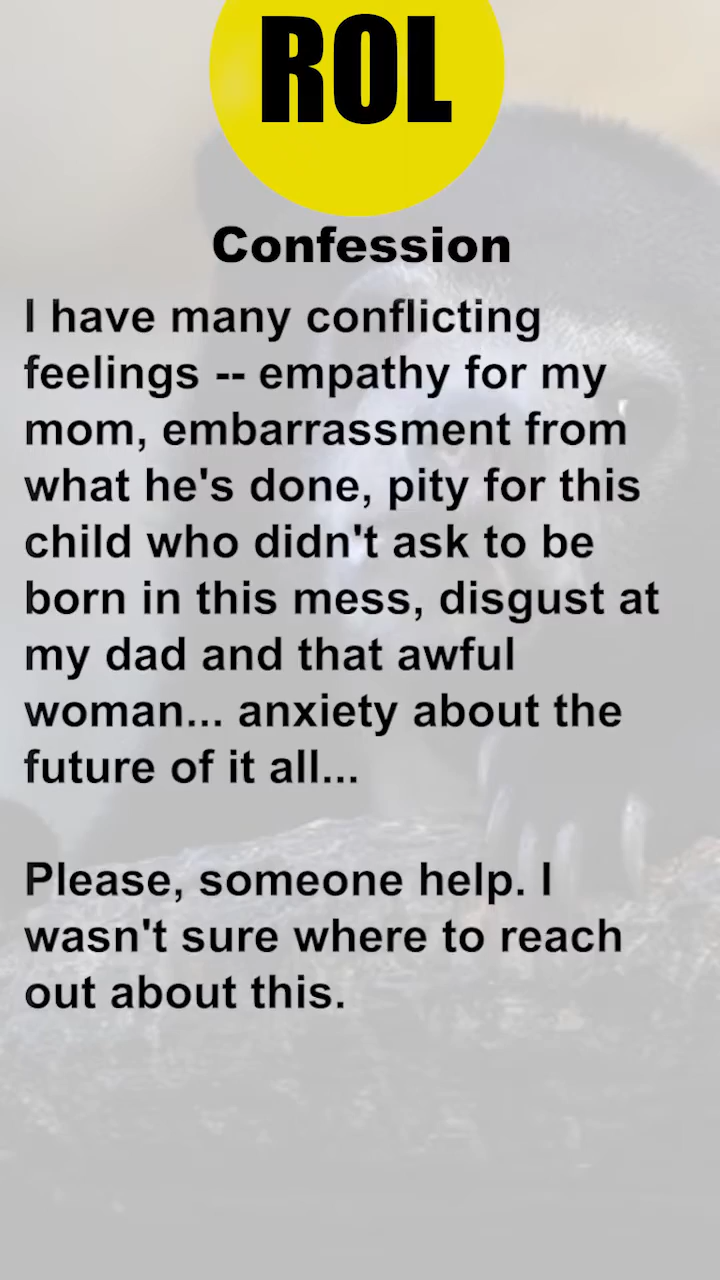 ROL
Confession
I have many conflicting
feelings -- empathy for my
mom, embarrassment from
what he's done, pity for this
child who didn't ask to be
born in this mess, disgust at
my dad and that awful
woman... anxiety about the
future of it all...
Please, someone help. I
wasn't sure where to reach
out about this.